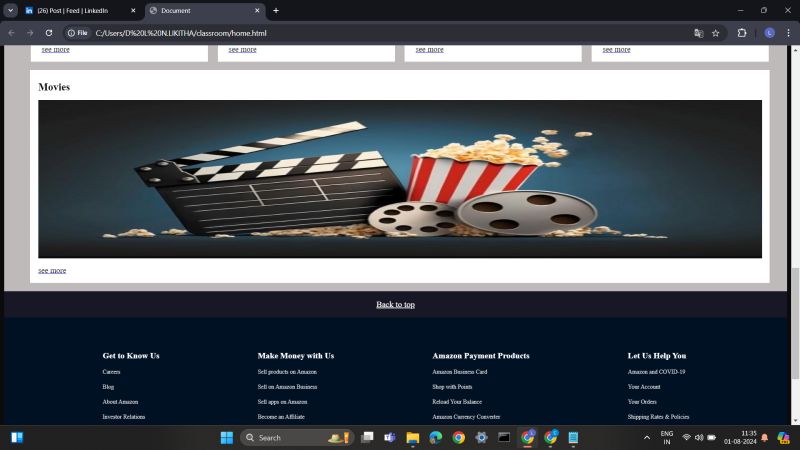 (26) Post | Feed | LinkedIn
Document
File
C:/Users/D%20L%20N.LIKITHA/classroom/home.html
L
see more see more see more see more
Movies
see more
Back to top
Get to Know Us
Careers
Blog
About Amazon
Investor Relations
Make Money with Us
Sell products on Amazon
Sell on Amazon Business
Sell apps on Amazon
Become an Affiliate
Amazon Payment Products
Amazon Business Card
Shop with Points
Reload Your Balance
Amazon Currency Converter
Let Us Help You
Amazon and COVID-19
Your Account
Your Orders
Shipping Rates & Policies
Search
ENG
IN
11:35
01-08-2024